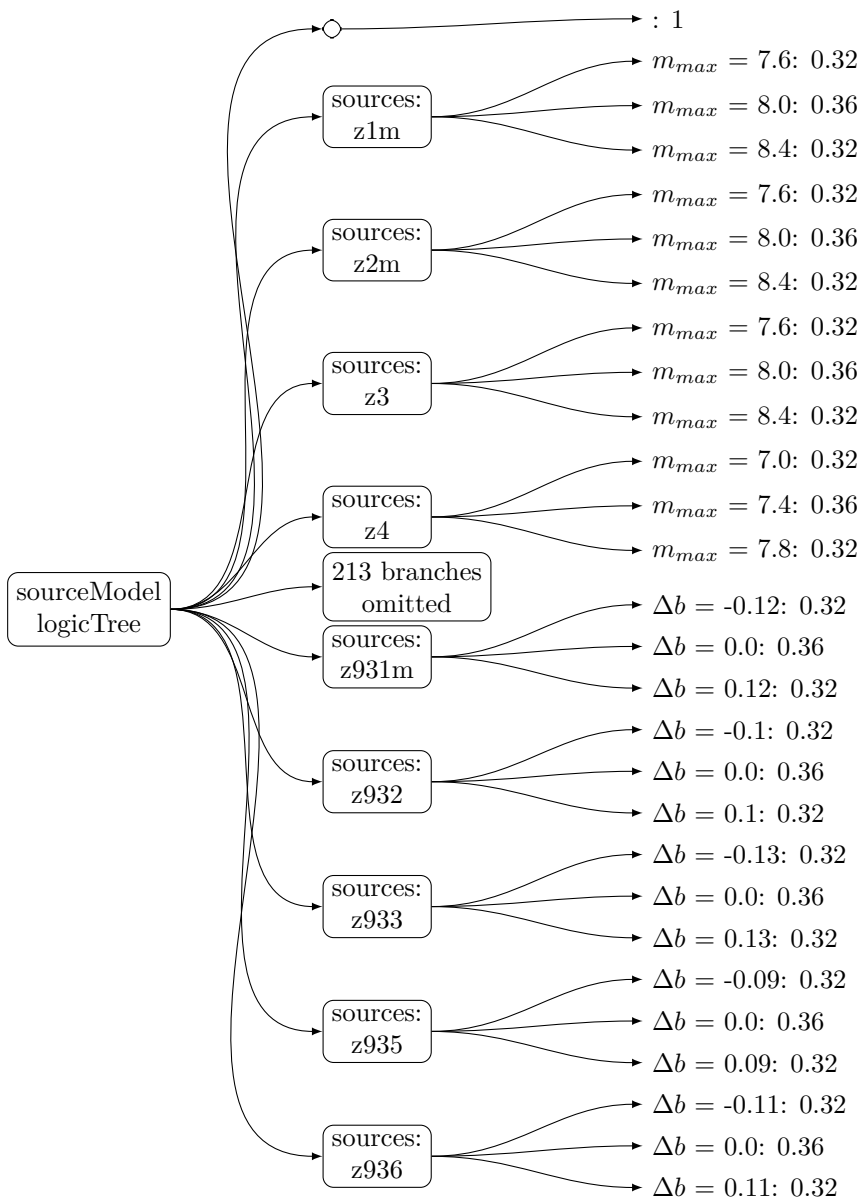 sourceModel
logicTree
: 1
sources:
z1m
m_max = 7.6: 0.32
m_max = 8.0: 0.36
m_max = 8.4: 0.32
sources:
z2m
m_max = 7.6: 0.32
m_max = 8.0: 0.36
m_max = 8.4: 0.32
sources:
z3
m_max = 7.6: 0.32
m_max = 8.0: 0.36
m_max = 8.4: 0.32
sources:
z4
m_max = 7.0: 0.32
m_max = 7.4: 0.36
m_max = 7.8: 0.32
213 branches
omitted
sources:
z931m
Δb = -0.12: 0.32
Δb = 0.0: 0.36
Δb = 0.12: 0.32
sources:
z932
Δb = -0.1: 0.32
Δb = 0.0: 0.36
Δb = 0.1: 0.32
sources:
z933
Δb = -0.13: 0.32
Δb = 0.0: 0.36
Δb = 0.13: 0.32
sources:
z935
Δb = -0.09: 0.32
Δb = 0.0: 0.36
Δb = 0.09: 0.32
sources:
z936
Δb = -0.11: 0.32
Δb = 0.0: 0.36
Δb = 0.11: 0.32